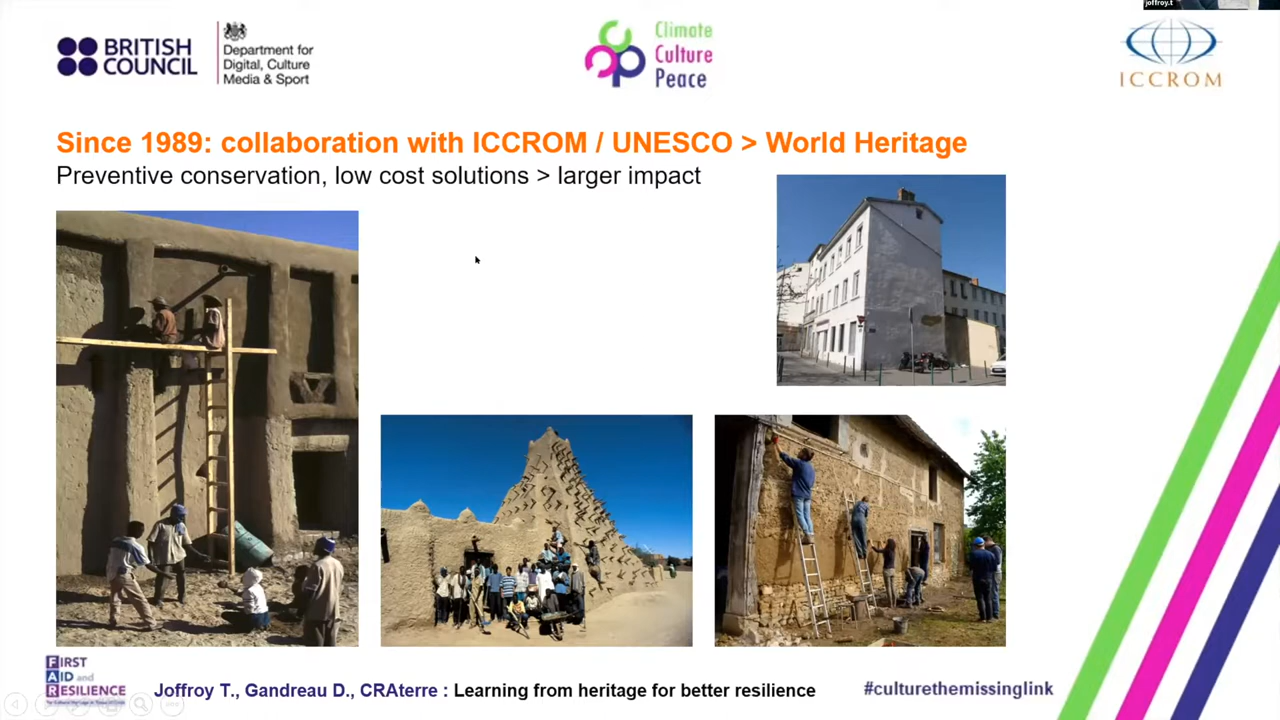 joffroy.t
BRITISH
COUNCIL
Department for
Digital, Culture
Media & Sport
Climate
Culture
Peace
ICCROM
Since 1989: collaboration with ICCROM / UNESCO > World Heritage
Preventive conservation, low cost solutions > larger impact
FIRST
AID and
RESILIENCE
Joffroy T., Gandreau D., CRAterre : Learning from heritage for better resilience
#culturethemissinglink